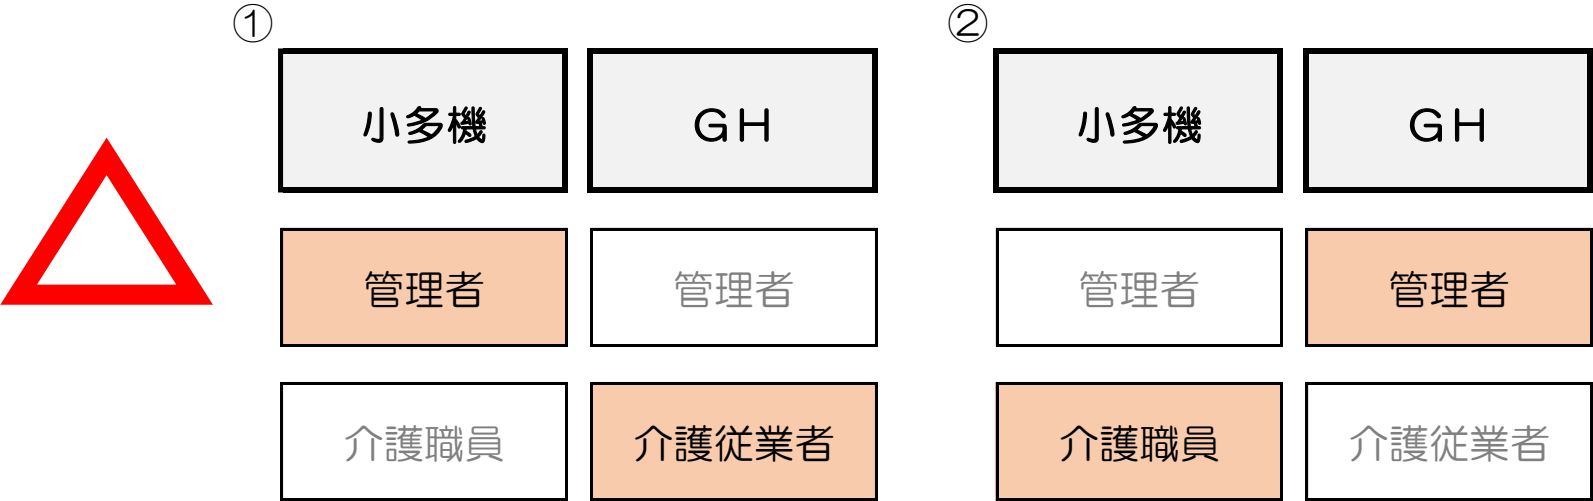 ① ②
小多機 ＧＨ 小多機 ＧＨ
管理者 管理者 管理者 管理者
介護職員 介護従業者 介護職員 介護従業者